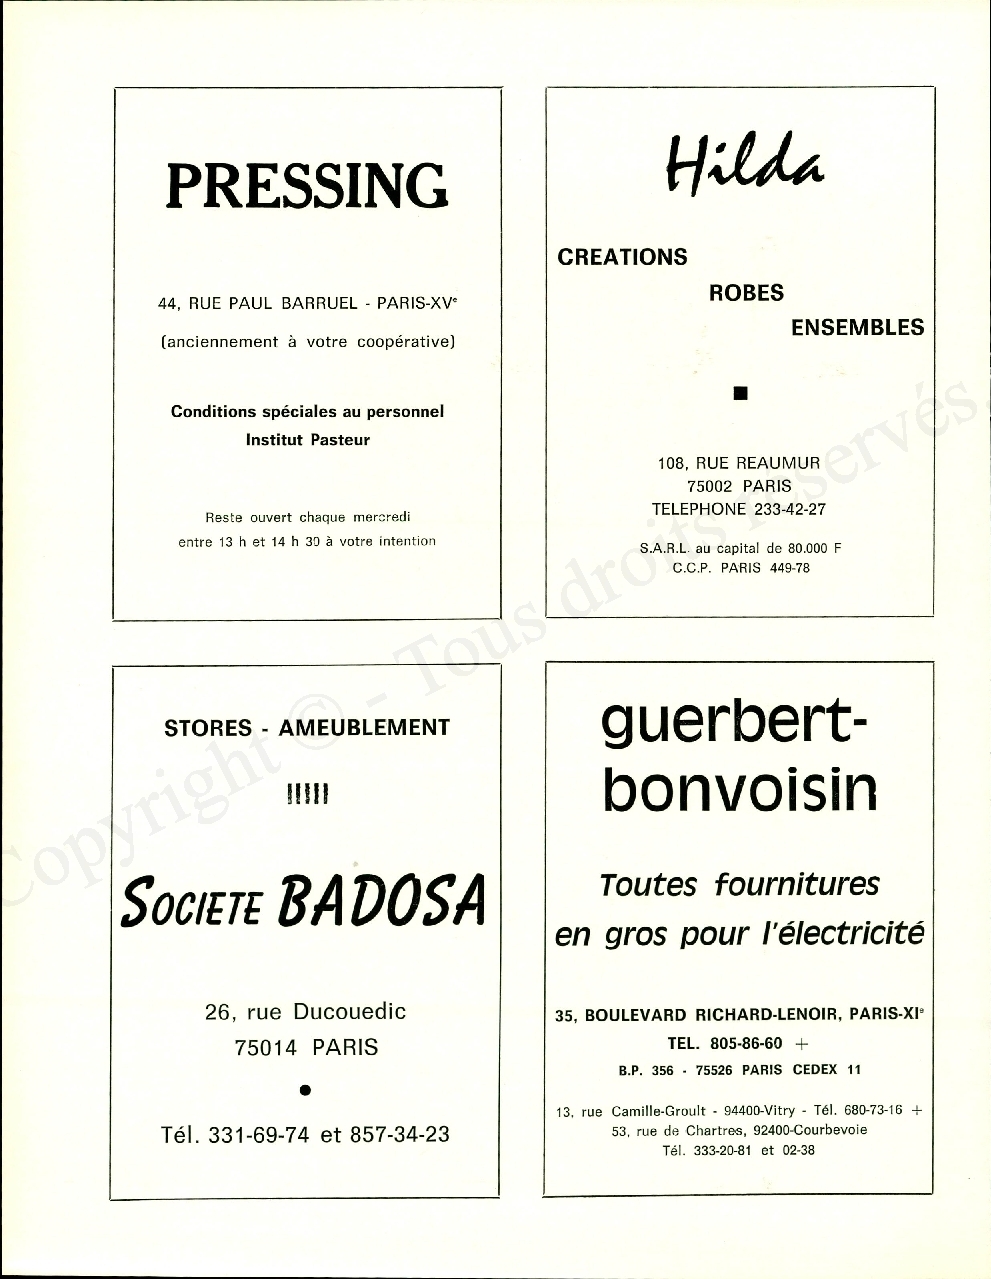 PRESSING
44, RUE PAUL BARRUEL - PARIS-XVe
(anciennement à votre coopérative)
Conditions spéciales au personnel
Institut Pasteur
Reste ouvert chaque mercredi
entre 13 h et 14 h 30 à votre intention
Hilda
CREATIONS
ROBES
ENSEMBLES
108, RUE REAUMUR
75002 PARIS
TELEPHONE 233-42-27
S.A.R.L. au capital de 80.000 F
C.C.P. PARIS 449-78
STORES - AMEUBLEMENT
SOCIETE BADOSA
26, rue Ducouedic
75014 PARIS
Tél. 331-69-74 et 857-34-23
guerbert-
bonvoisin
Toutes fournitures
en gros pour l'électricité
35, BOULEVARD RICHARD-LENOIR, PARIS-XIe
TEL. 805-86-60 +
B.P. 356 - 75526 PARIS CEDEX 11
13, rue Camille-Groult - 94400-Vitry - Tél. 680-73-16 +
53, rue de Chartres, 92400-Courbevoie
Tél. 333-20-81 et 02-38
Copyright © - Tous droits réservés.